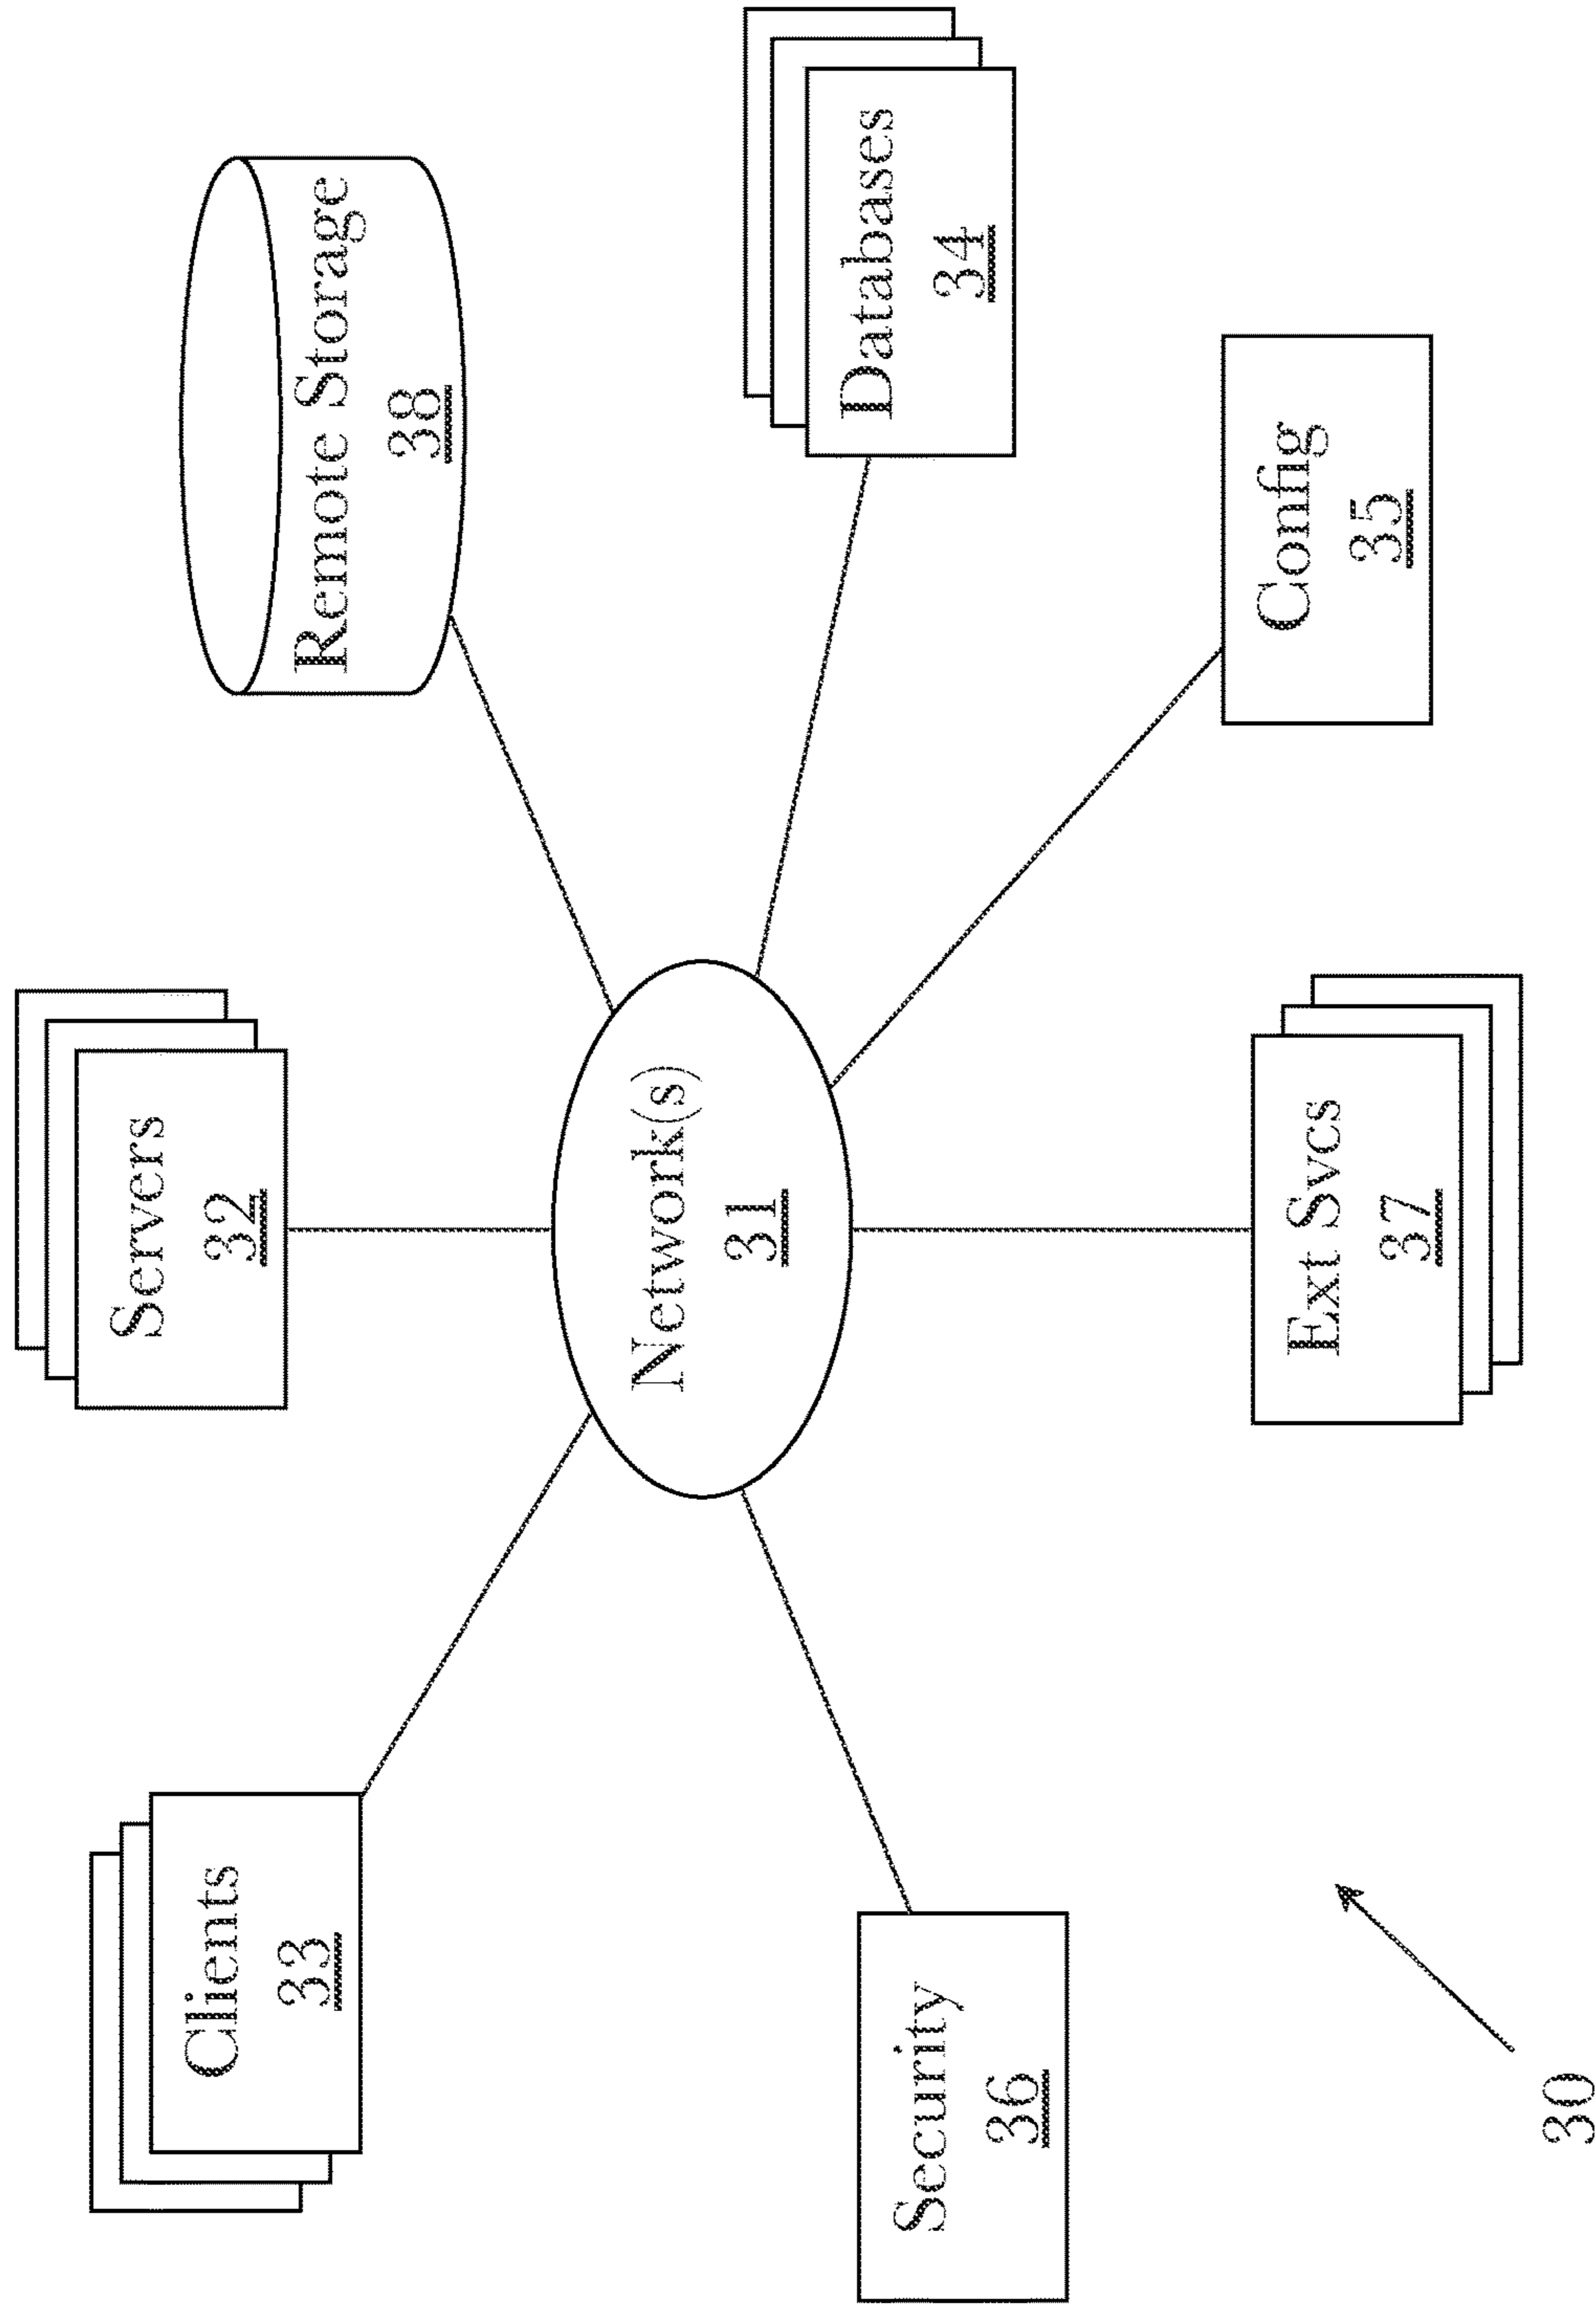 Clients
33
Servers
32
Remote Storage
38
Network(s)
31
Databases
34
Security
36
Ext Svcs
37
Config
35
30